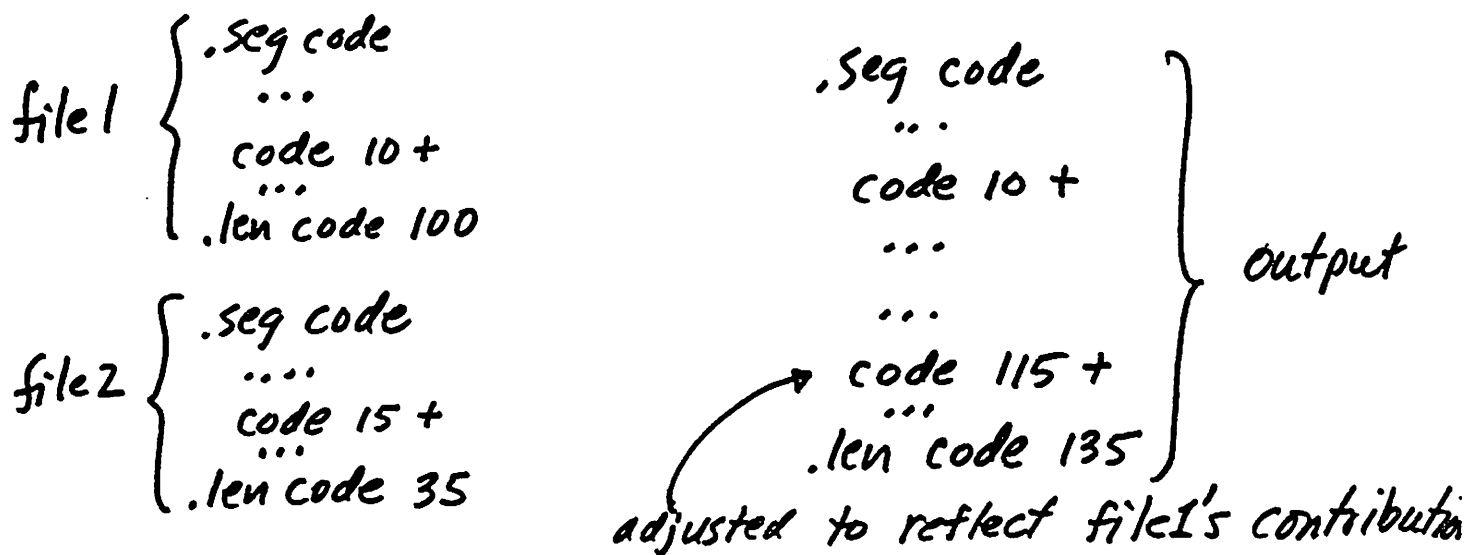 file1
.seg code
...
code 10 +
...
.len code 100
file2
.seg code
....
code 15 +
...
.len code 35
.seg code
...
code 10 +
...
...
code 115 +
...
.len code 135
output
adjusted to reflect file1's contribution